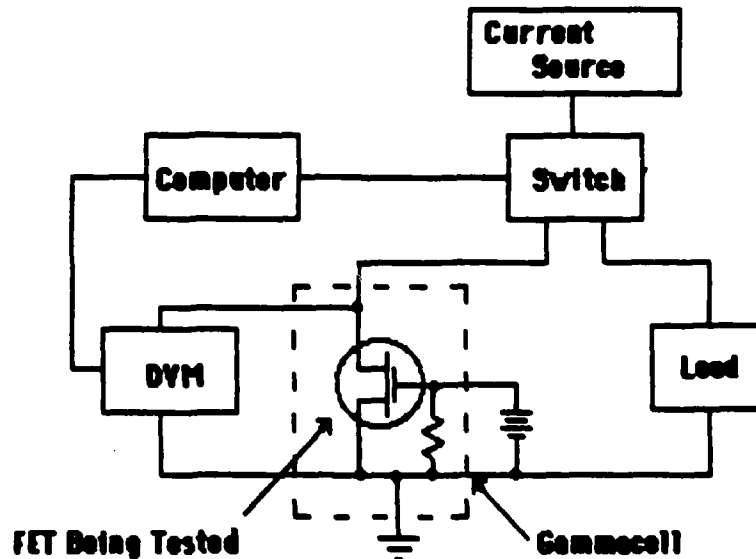 Current
Source
Computer
Switch
DVM
Load
FET Being Tested
Gammacell